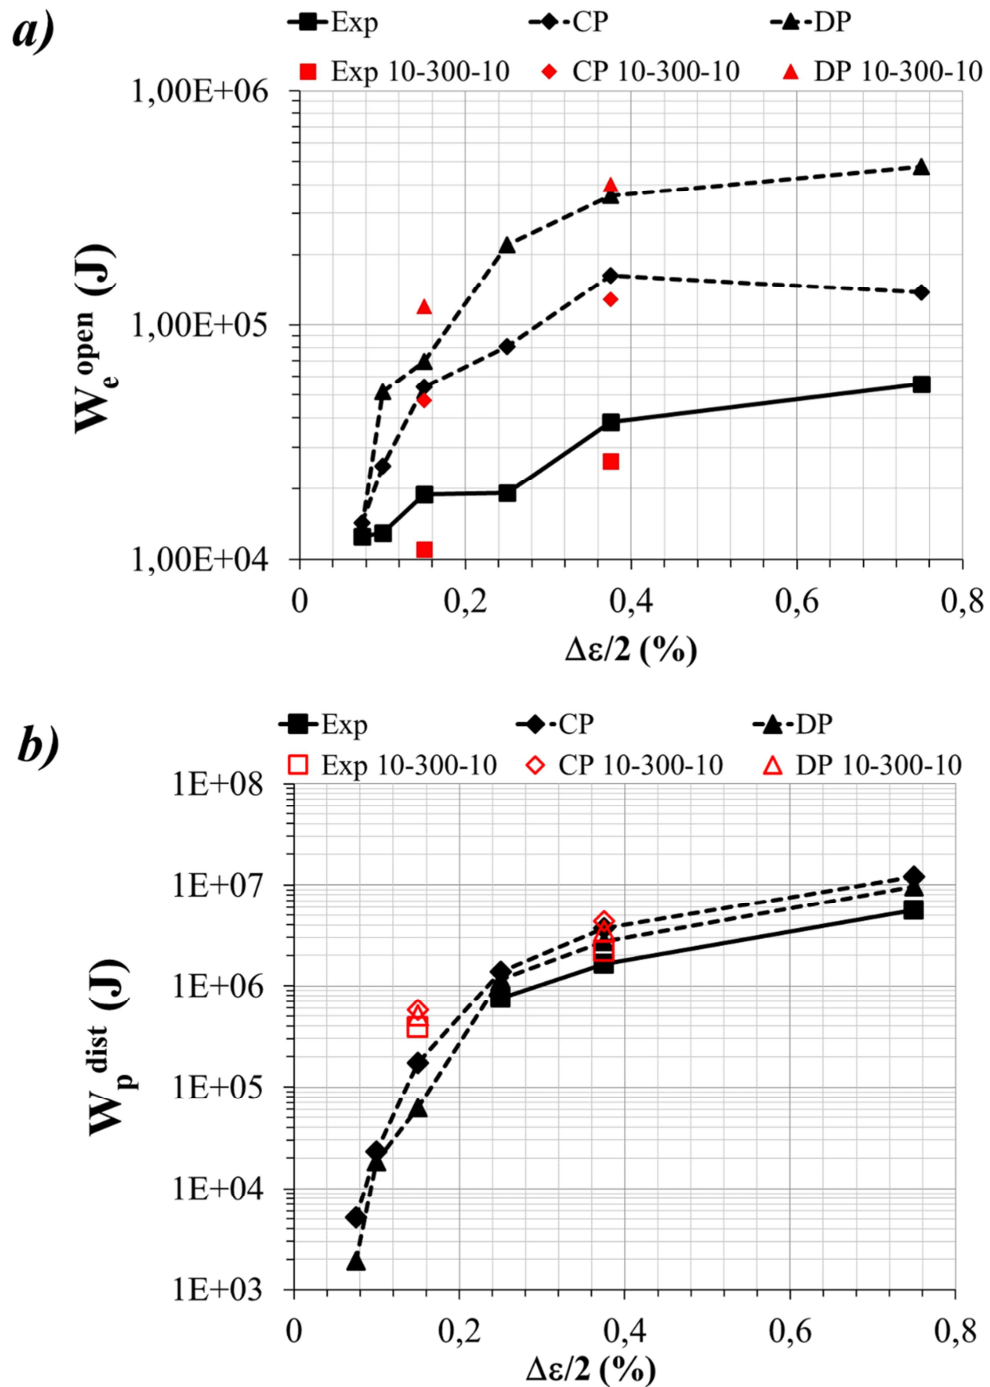 a)
Exp CP DP
Exp 10-300-10 CP 10-300-10 DP 10-300-10
1,00E+06
1,00E+05
1,00E+04
We open (J)
0 0,2 0,4 0,6 0,8
Δε/2 (%)
b)
Exp CP DP
Exp 10-300-10 CP 10-300-10 DP 10-300-10
1E+08
1E+07
1E+06
1E+05
1E+04
1E+03
Wp dist (J)
0 0,2 0,4 0,6 0,8
Δε/2 (%)